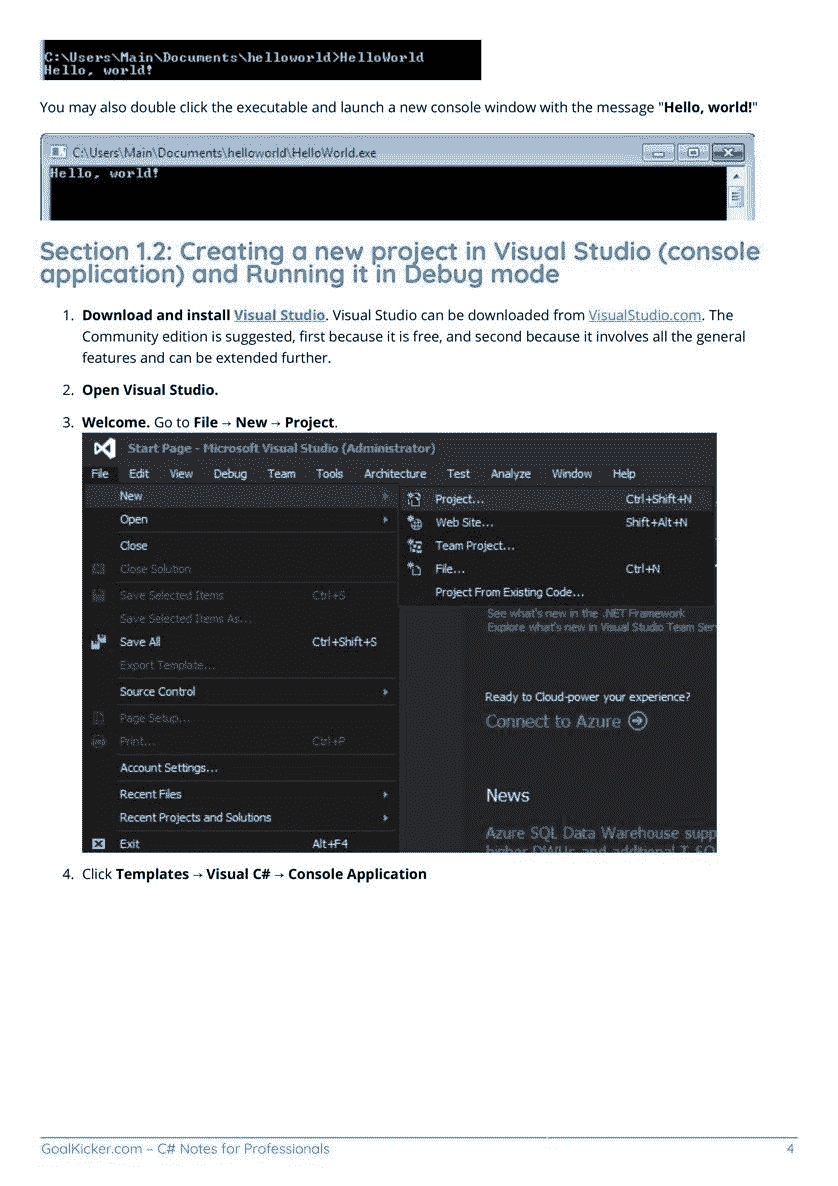 C:\Users\Main\Documents\helloworld>HelloWorld
Hello, world!
You may also double click the executable and launch a new console window with the message "Hello, world!"
C:\Users\Main\Documents\helloworld\HelloWorld.exe
Hello, world!
Section 1.2: Creating a new project in Visual Studio (console
application) and Running it in Debug mode
1. Download and install Visual Studio. Visual Studio can be downloaded from VisualStudio.com. The
Community edition is suggested, first because it is free, and second because it involves all the general
features and can be extended further.
2. Open Visual Studio.
3. Welcome. Go to File → New → Project.
Start Page - Microsoft Visual Studio (Administrator)
File Edit View Debug Team Tools Architecture Test Analyze Window Help
New
Open
Close
Close Solution
Save Selected Items Ctrl+S
Save Selected Items As...
Save All Ctrl+Shift+S
Export Template...
Source Control
Page Setup...
Print... Ctrl+P
Account Settings...
Recent Files
Recent Projects and Solutions
Exit Alt+F4
Project... Ctrl+Shift+N
Web Site... Shift+Alt+N
Team Project...
File... Ctrl+N
Project From Existing Code...
See what's new in the .NET Framework
Explore what's new in Visual Studio Team Ser
Ready to Cloud-power your experience?
Connect to Azure
News
Azure SQL Data Warehouse supp
higher DWUs and additional T-SQ
4. Click Templates → Visual C# → Console Application
GoalKicker.com – C# Notes for Professionals 4